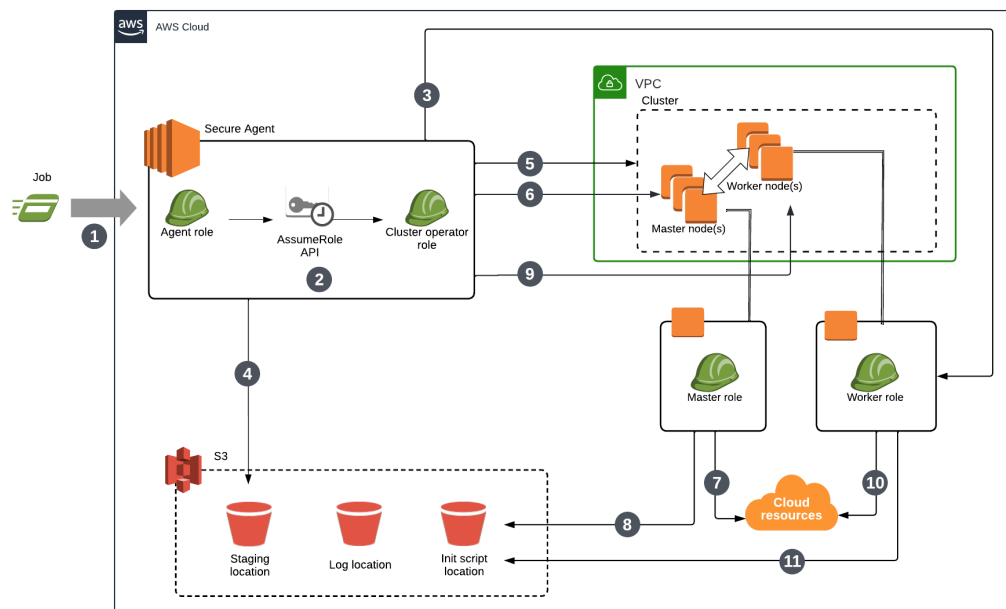 aws
AWS Cloud
3
VPC
Cluster
Secure Agent
5
Job
6
Worker node(s)
Agent role
Cluster operator
role
Master node(s)
1
AssumeRole
API
2
9
4
Master role
Worker role
S3
7
10
Cloud
resources
8
Staging
location
Log location
Init script
location
11